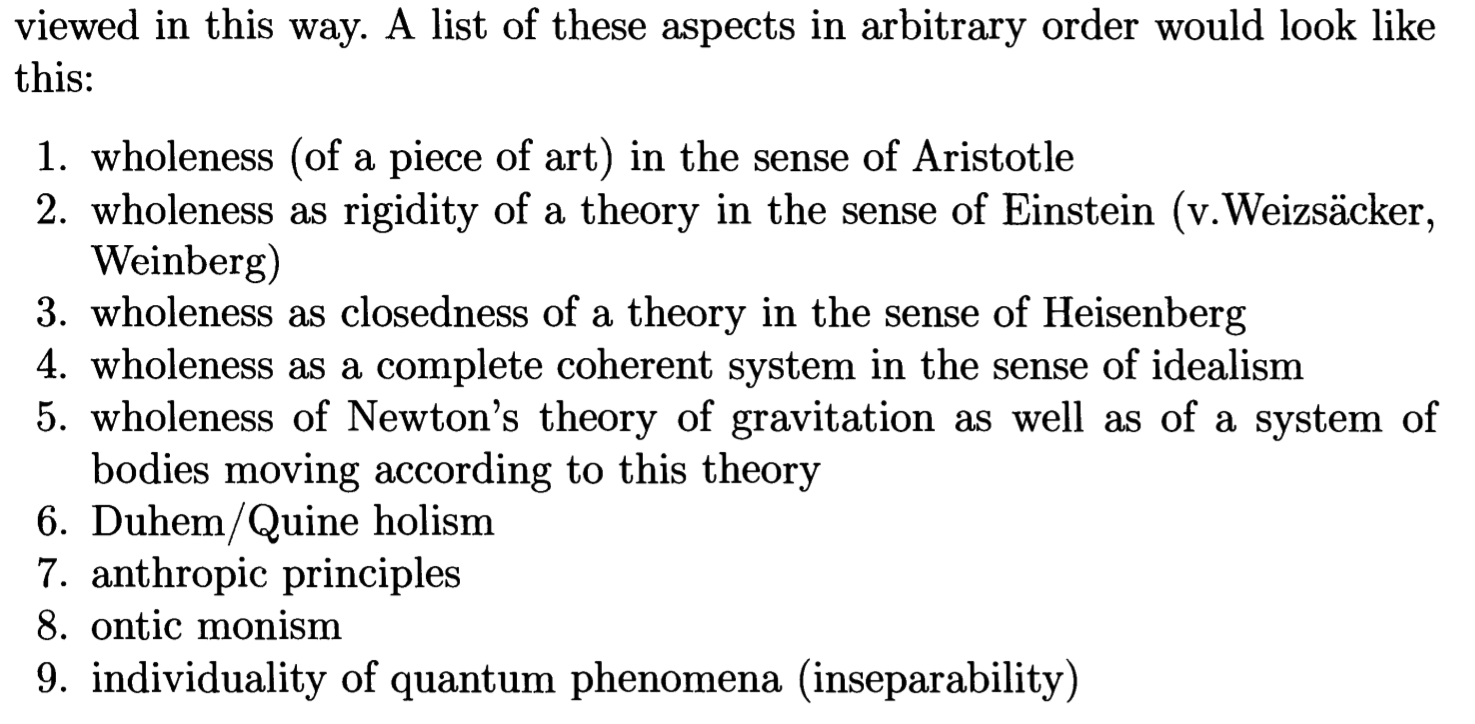 viewed in this way. A list of these aspects in arbitrary order would look like
this:
1. wholeness (of a piece of art) in the sense of Aristotle
2. wholeness as rigidity of a theory in the sense of Einstein (v.Weizsäcker,
Weinberg)
3. wholeness as closedness of a theory in the sense of Heisenberg
4. wholeness as a complete coherent system in the sense of idealism
5. wholeness of Newton's theory of gravitation as well as of a system of
bodies moving according to this theory
6. Duhem/Quine holism
7. anthropic principles
8. ontic monism
9. individuality of quantum phenomena (inseparability)